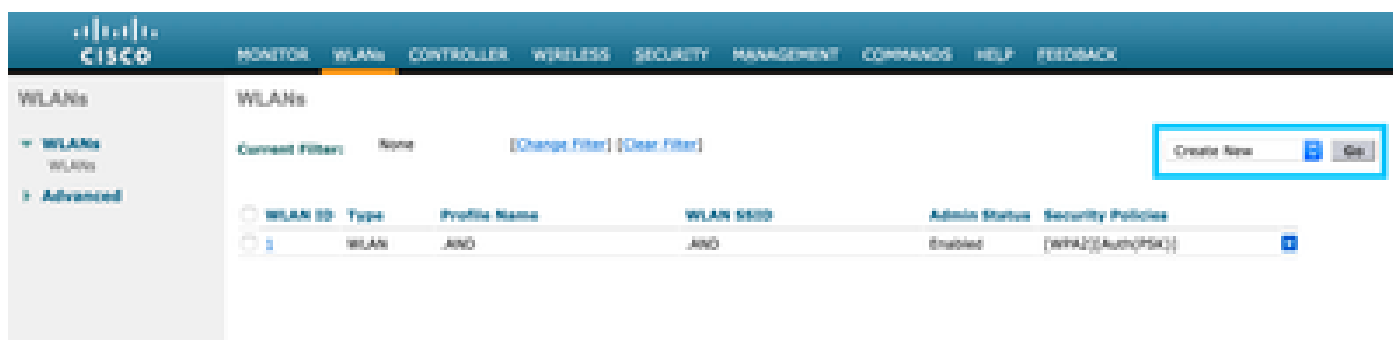 CISCO
MONITOR WLANs CONTROLLER WIRELESS SECURITY MANAGEMENT COMMANDS HELP FEEDBACK
WLANs
WLANs
WLANs
Advanced
WLANs
Current Filter: None [Change Filter] [Clear Filter]
Create New Go
WLAN ID Type Profile Name WLAN SSID Admin Status Security Policies
1 WLAN .AND .AND Enabled [WPA2][Auth(PSK)]